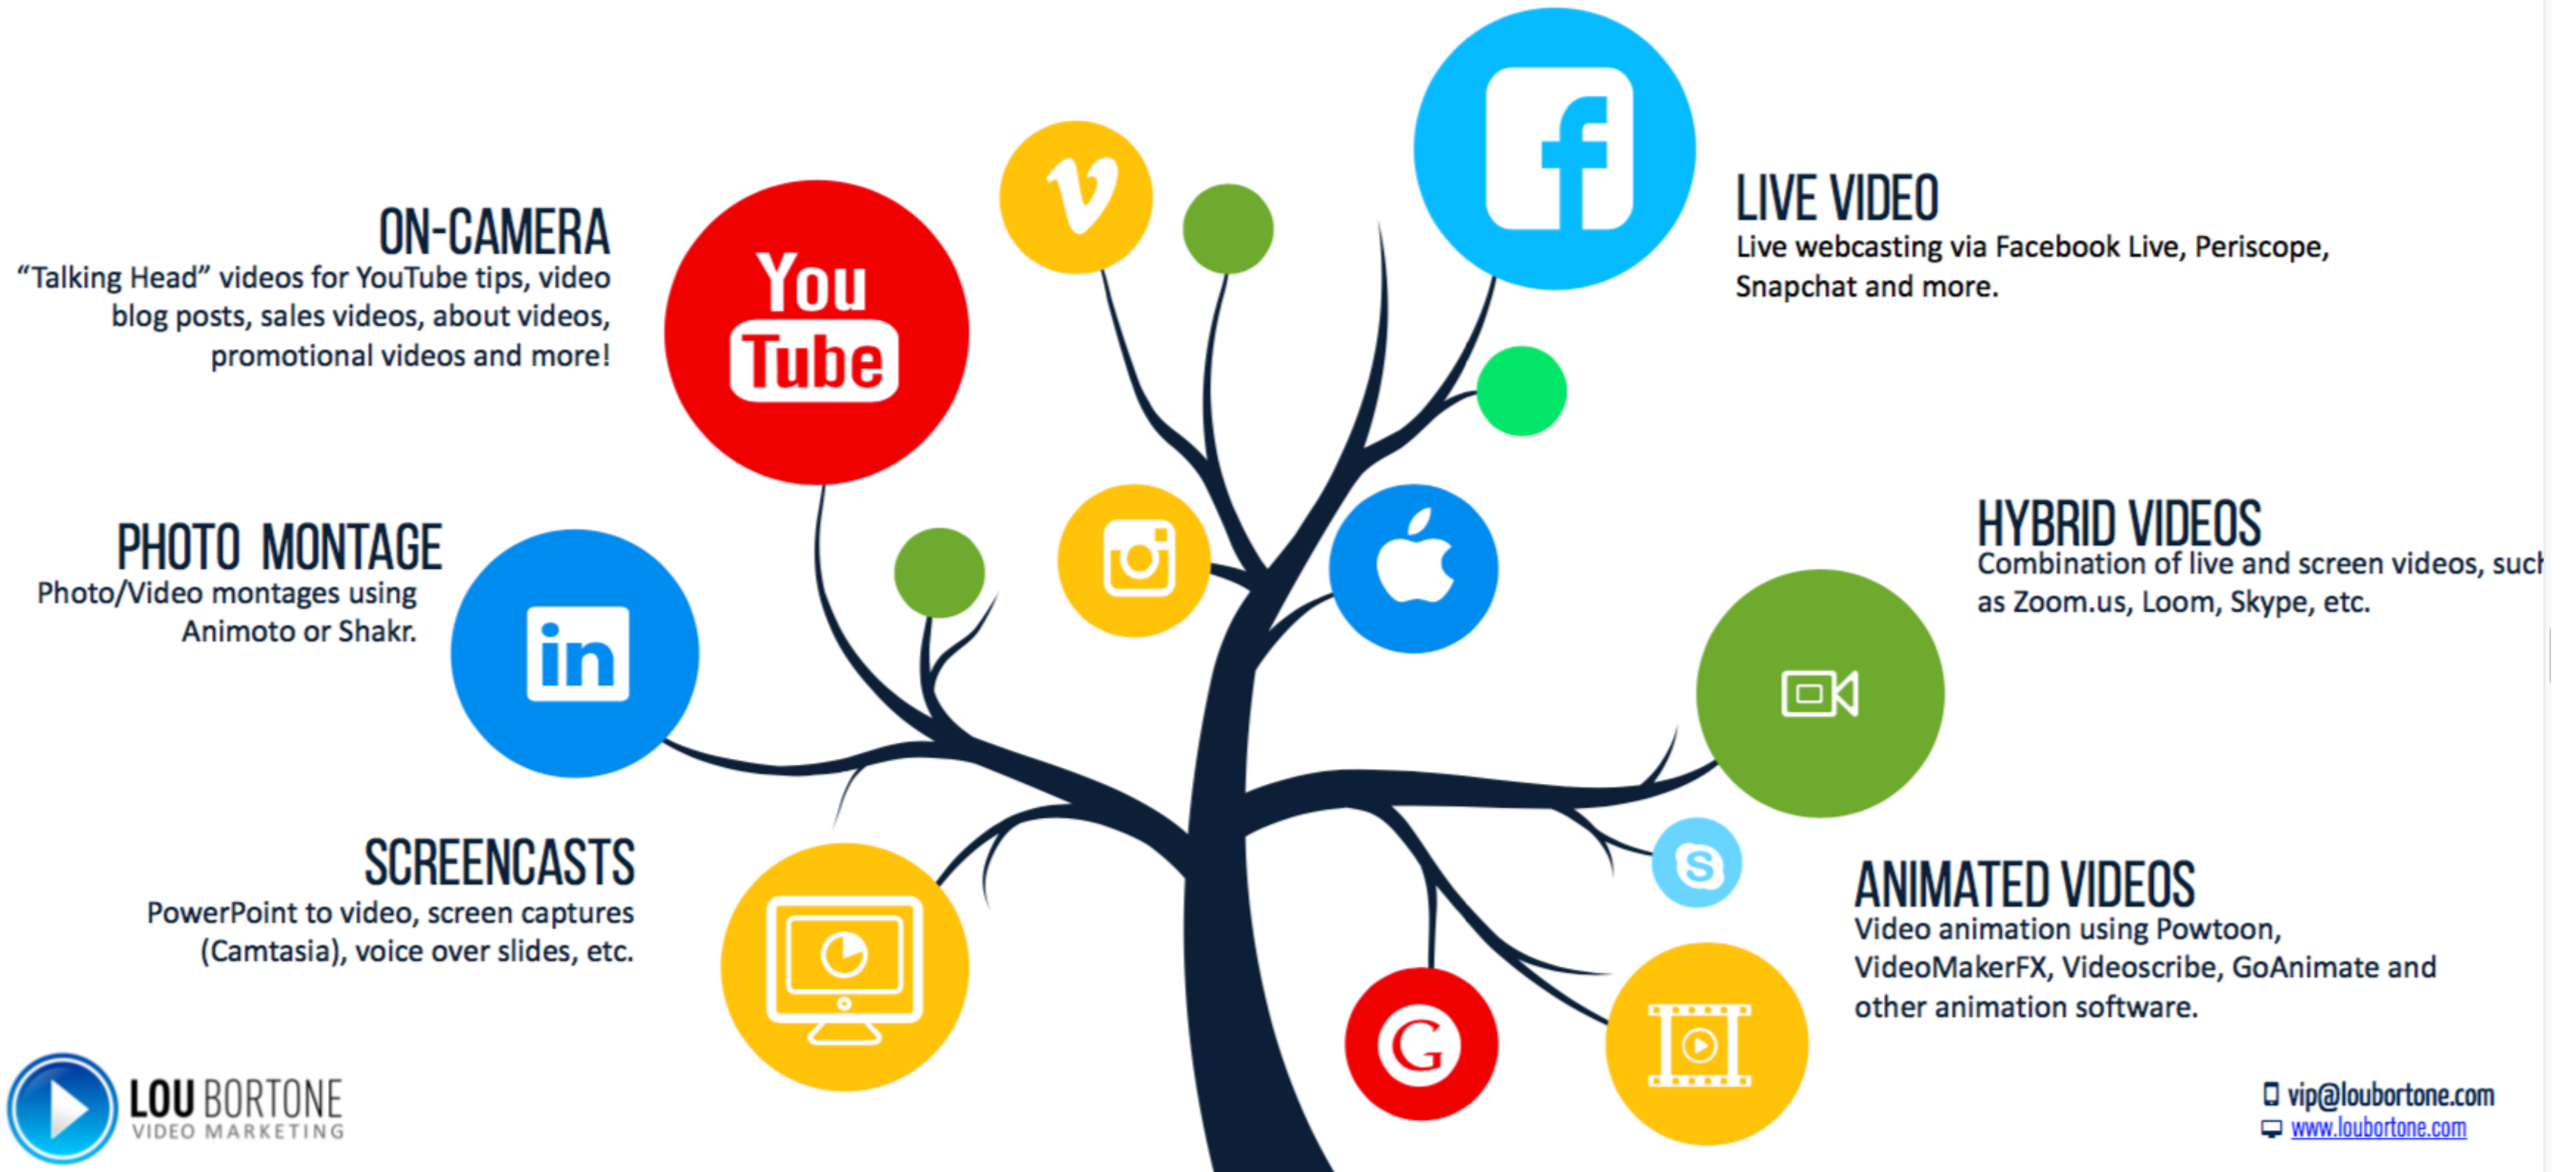 ON-CAMERA
“Talking Head” videos for YouTube tips, video
blog posts, sales videos, about videos,
promotional videos and more!
You
Tube
LIVE VIDEO
Live webcasting via Facebook Live, Periscope,
Snapchat and more.
PHOTO MONTAGE
Photo/Video montages using
Animoto or Shakr.
in
HYBRID VIDEOS
Combination of live and screen videos, such
as Zoom.us, Loom, Skype, etc.
SCREENCASTS
PowerPoint to video, screen captures
(Camtasia), voice over slides, etc.
ANIMATED VIDEOS
Video animation using Powtoon,
VideoMakerFX, Videoscribe, GoAnimate and
other animation software.
G
LOU BORTONE
VIDEO MARKETING
vip@loubortone.com
www.loubortone.com